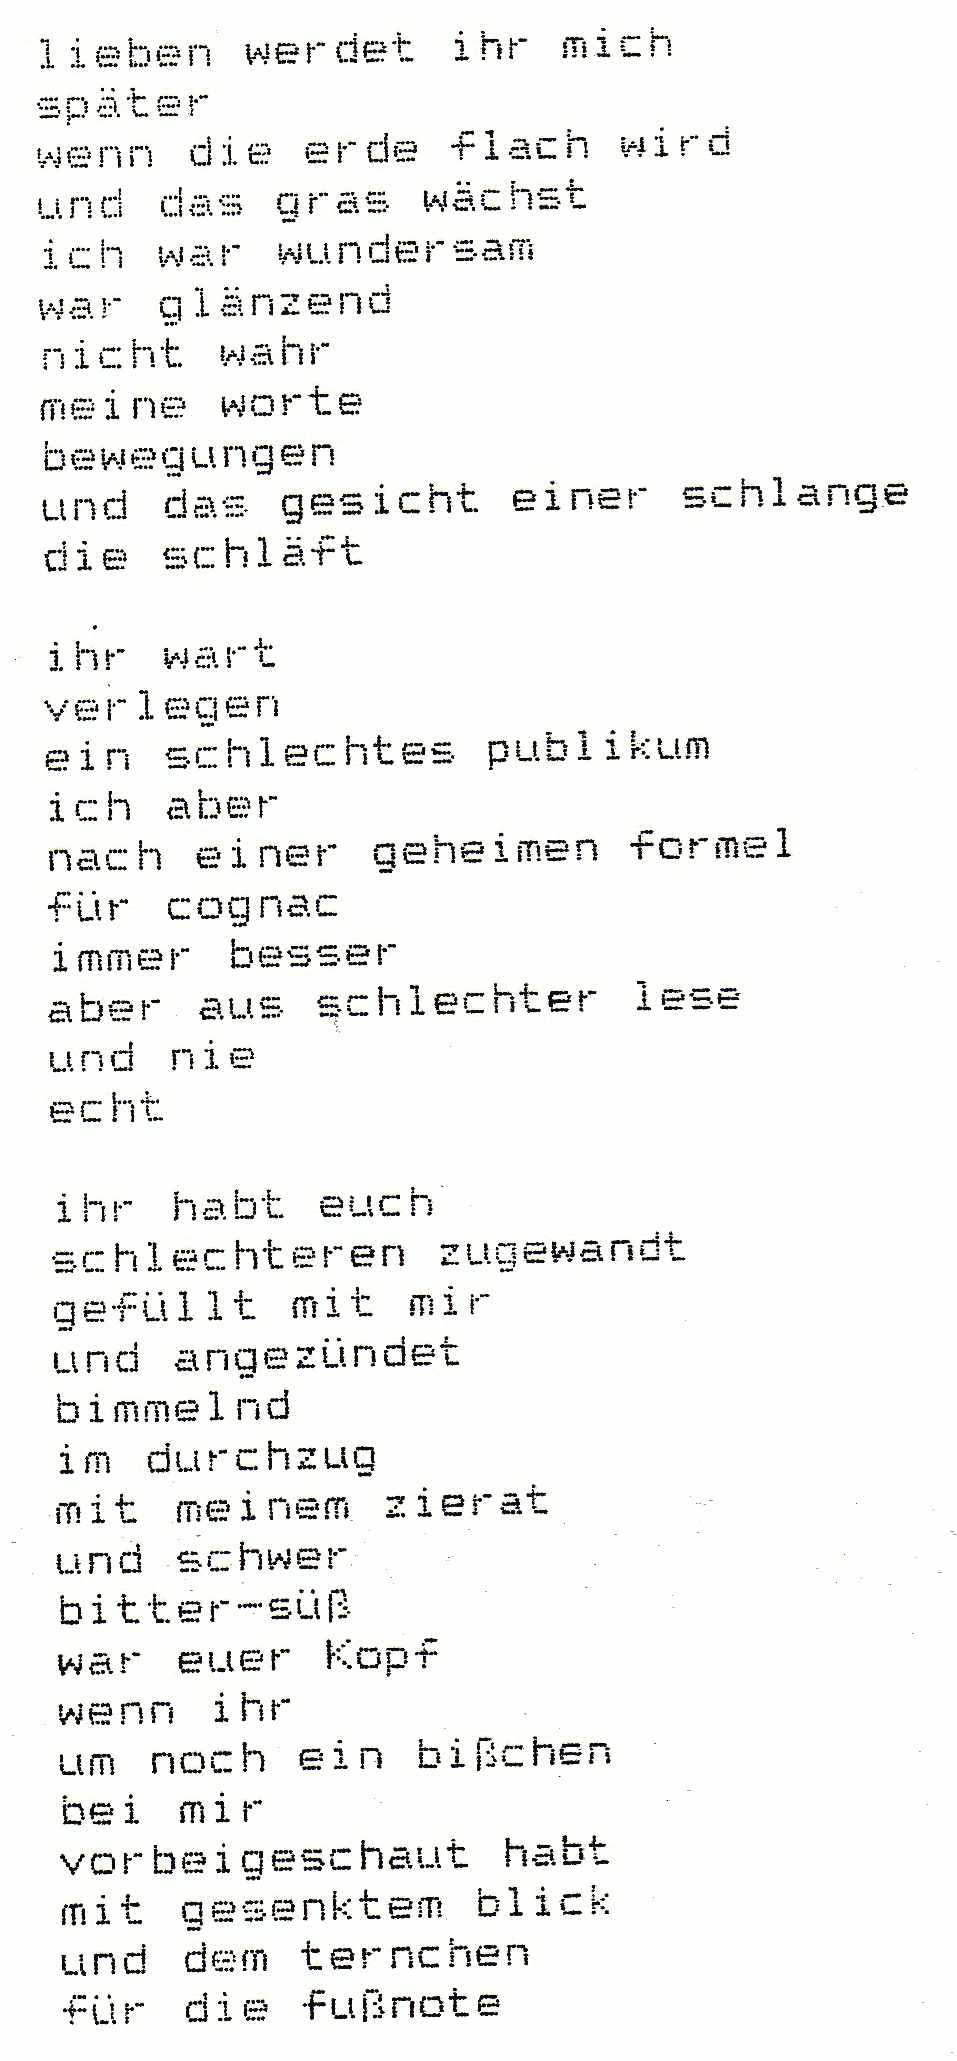 lieben werdet ihr mich
später
wenn die erde flach wird
und das gras wächst
ich war wundersam
war glänzend
nicht wahr
meine worte
bewegungen
und das gesicht einer schlange
die schläft

ihr wart
verlegen
ein schlechtes publikum
ich aber
nach einer geheimen formel
für cognac
immer besser
aber aus schlechter lese
und nie
echt

ihr habt euch
schlechteren zugewandt
gefüllt mit mir
und angezündet
bimmelnd
im durchzug
mit meinem zierat
und schwer
bitter-süß
war euer Kopf
wenn ihr
um noch ein bißchen
bei mir
vorbeigeschaut habt
mit gesenktem blick
und dem ternchen
für die fußnote